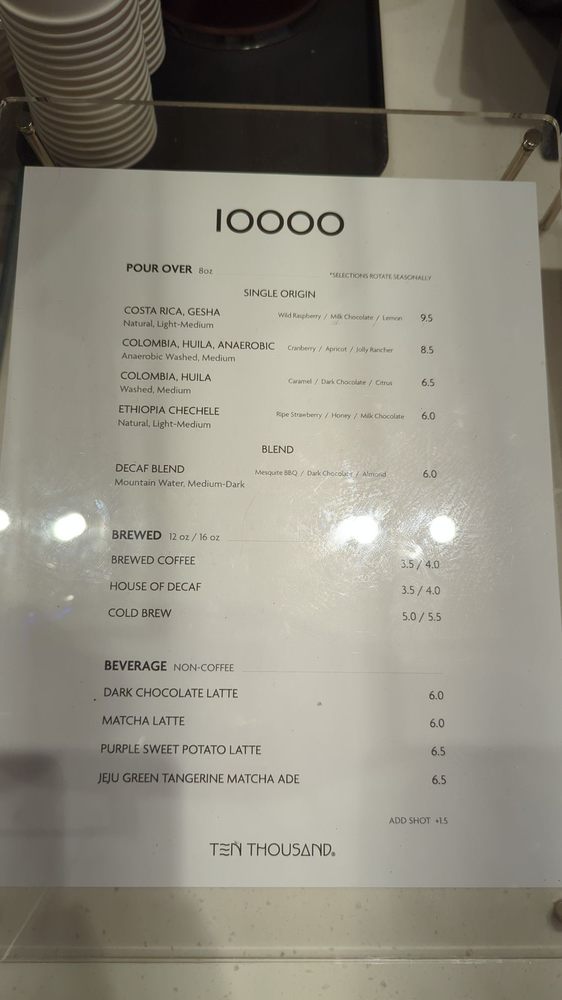 10000
POUR OVER 8oz *SELECTIONS ROTATE SEASONALLY
SINGLE ORIGIN
COSTA RICA, GESHA Wild Raspberry / Milk Chocolate / Lemon 9.5
Natural, Light-Medium
COLOMBIA, HUILA, ANAEROBIC Cranberry / Apricot / Jolly Rancher 8.5
Anaerobic Washed, Medium
COLOMBIA, HUILA Caramel / Dark Chocolate / Citrus 6.5
Washed, Medium
ETHIOPIA CHECHELE Ripe Strawberry / Honey / Milk Chocolate 6.0
Natural, Light-Medium
BLEND
DECAF BLEND Mesquite BBQ / Dark Chocolate / Almond 6.0
Mountain Water, Medium-Dark
BREWED 12 oz / 16 oz
BREWED COFFEE 3.5 / 4.0
HOUSE OF DECAF 3.5 / 4.0
COLD BREW 5.0 / 5.5
BEVERAGE NON-COFFEE
DARK CHOCOLATE LATTE 6.0
MATCHA LATTE 6.0
PURPLE SWEET POTATO LATTE 6.5
JEJU GREEN TANGERINE MATCHA ADE 6.5
ADD SHOT +1.5
TEN THOUSAND®